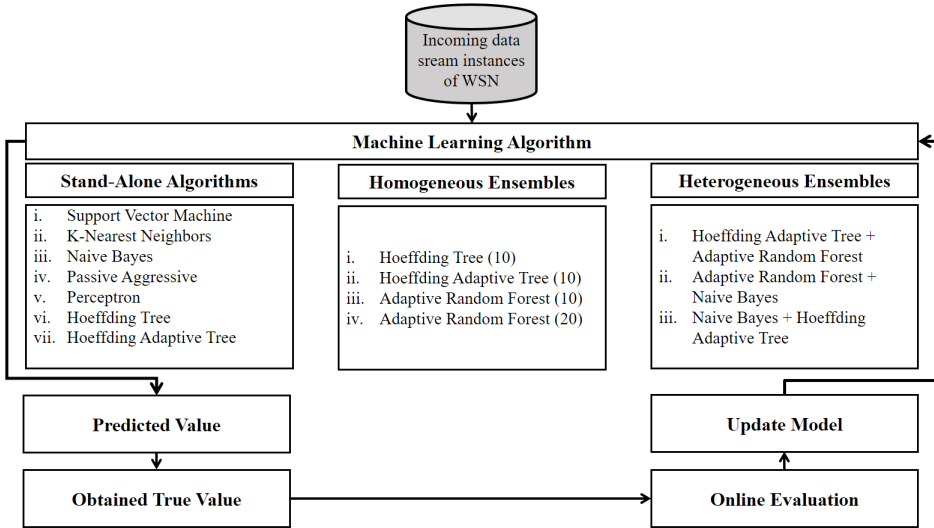 Incoming data
sream instances
of WSN
Machine Learning Algorithm
Stand-Alone Algorithms
i. Support Vector Machine
ii. K-Nearest Neighbors
iii. Naive Bayes
iv. Passive Aggressive
v. Perceptron
vi. Hoeffding Tree
vii. Hoeffding Adaptive Tree
Homogeneous Ensembles
i. Hoeffding Tree (10)
ii. Hoeffding Adaptive Tree (10)
iii. Adaptive Random Forest (10)
iv. Adaptive Random Forest (20)
Heterogeneous Ensembles
i. Hoeffding Adaptive Tree +
Adaptive Random Forest
ii. Adaptive Random Forest +
Naive Bayes
iii. Naive Bayes + Hoeffding
Adaptive Tree
Predicted Value
Obtained True Value
Online Evaluation
Update Model